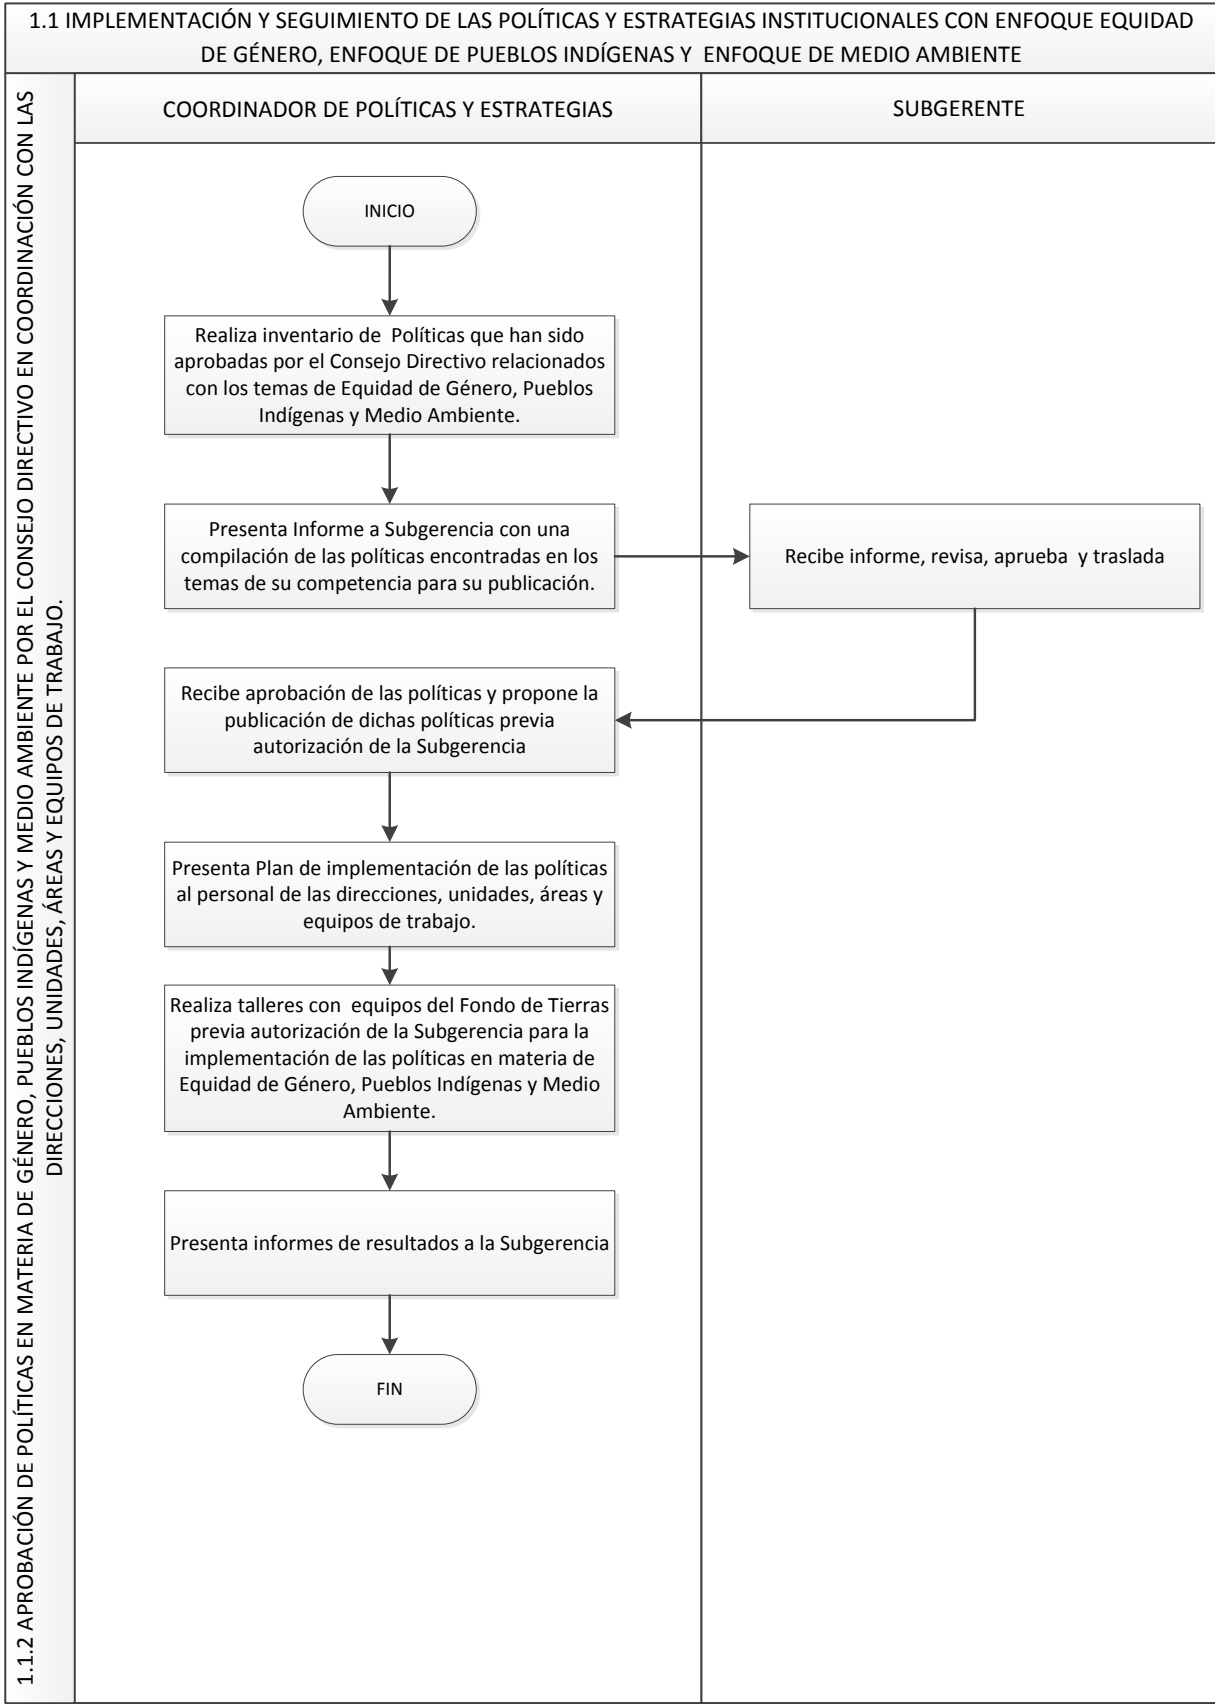 1.1 IMPLEMENTACIÓN Y SEGUIMIENTO DE LAS POLÍTICAS Y ESTRATEGIAS INSTITUCIONALES CON ENFOQUE EQUIDAD
DE GÉNERO, ENFOQUE DE PUEBLOS INDÍGENAS Y ENFOQUE DE MEDIO AMBIENTE
1.1.2 APROBACIÓN DE POLÍTICAS EN MATERIA DE GÉNERO, PUEBLOS INDÍGENAS Y MEDIO AMBIENTE POR EL CONSEJO DIRECTIVO EN COORDINACIÓN CON LAS
DIRECCIONES, UNIDADES, ÁREAS Y EQUIPOS DE TRABAJO.
COORDINADOR DE POLÍTICAS Y ESTRATEGIAS
SUBGERENTE
INICIO
Realiza inventario de Políticas que han sido
aprobadas por el Consejo Directivo relacionados
con los temas de Equidad de Género, Pueblos
Indígenas y Medio Ambiente.
Presenta Informe a Subgerencia con una
compilación de las políticas encontradas en los
temas de su competencia para su publicación.
Recibe informe, revisa, aprueba y traslada
Recibe aprobación de las políticas y propone la
publicación de dichas políticas previa
autorización de la Subgerencia
Presenta Plan de implementación de las políticas
al personal de las direcciones, unidades, áreas y
equipos de trabajo.
Realiza talleres con equipos del Fondo de Tierras
previa autorización de la Subgerencia para la
implementación de las políticas en materia de
Equidad de Género, Pueblos Indígenas y Medio
Ambiente.
Presenta informes de resultados a la Subgerencia
FIN